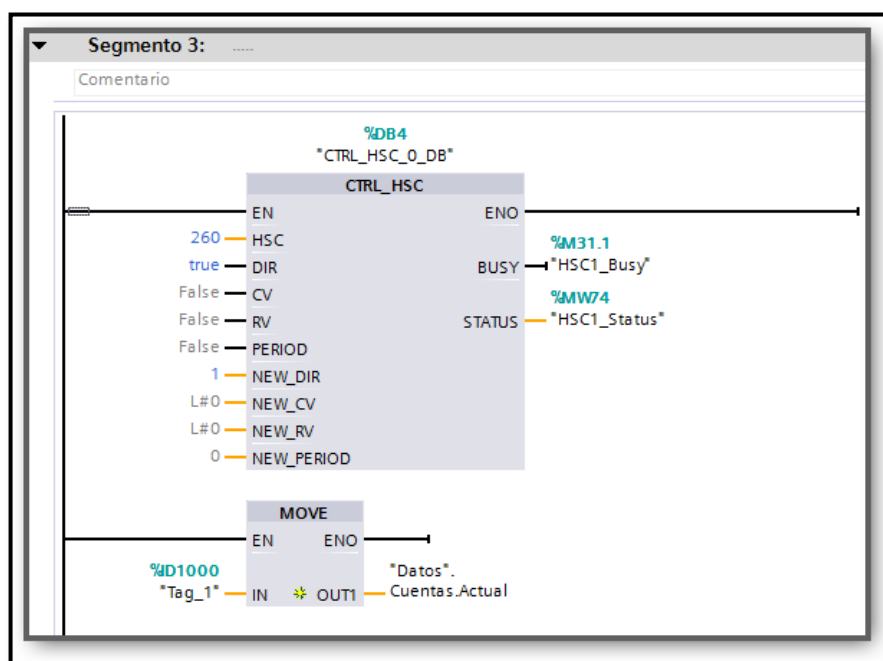 Segmento 3: .....
Comentario
%DB4
"CTRL_HSC_0_DB"
CTRL_HSC
EN ENO
260 HSC
%M31.1
true DIR BUSY "HSC1_Busy"
False CV
%MW74
False RV STATUS "HSC1_Status"
False PERIOD
1 NEW_DIR
L#0 NEW_CV
L#0 NEW_RV
0 NEW_PERIOD
MOVE
EN ENO
%ID1000 "Datos".
"Tag_1" IN OUT1 Cuentas.Actual